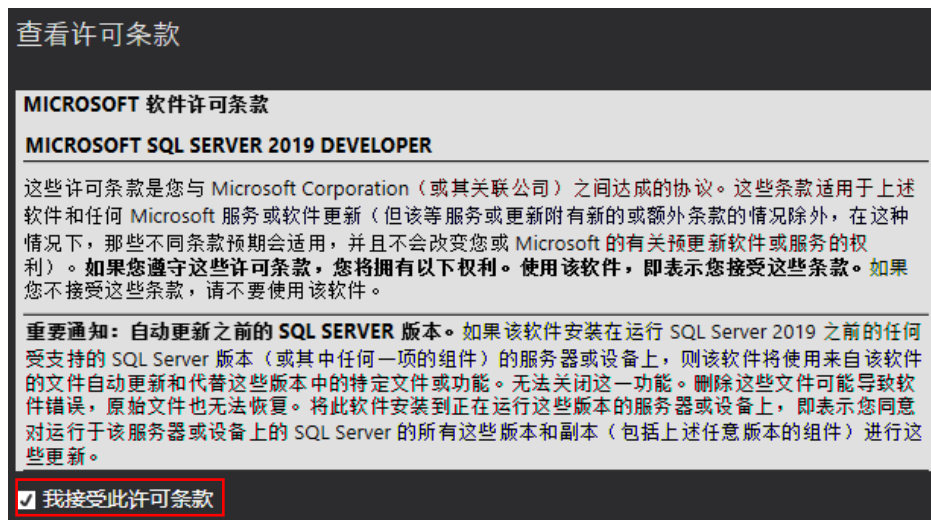 查看许可条款
MICROSOFT 软件许可条款
MICROSOFT SQL SERVER 2019 DEVELOPER
这些许可条款是您与 Microsoft Corporation（或其关联公司）之间达成的协议。这些条款适用于上述
软件和任何 Microsoft 服务或软件更新（但该等服务或更新附有新的或额外条款的情况除外，在这种
情况下，那些不同条款预期会适用，并且不会改变您或 Microsoft 的有关预更新软件或服务的权
利）。如果您遵守这些许可条款，您将拥有以下权利。使用该软件，即表示您接受这些条款。如果
您不接受这些条款，请不要使用该软件。
重要通知：自动更新之前的 SQL SERVER 版本。如果该软件安装在运行 SQL Server 2019 之前的任何
受支持的 SQL Server 版本（或其中任何一项的组件）的服务器或设备上，则该软件将使用来自该软件
的文件自动更新和代替这些版本中的特定文件或功能。无法关闭这一功能。删除这些文件可能导致软
件错误，原始文件也无法恢复。将此软件安装到正在运行这些版本的服务器或设备上，即表示您同意
对运行于该服务器或设备上的 SQL Server 的所有这些版本和副本（包括上述任意版本的组件）进行这
些更新。
我接受此许可条款